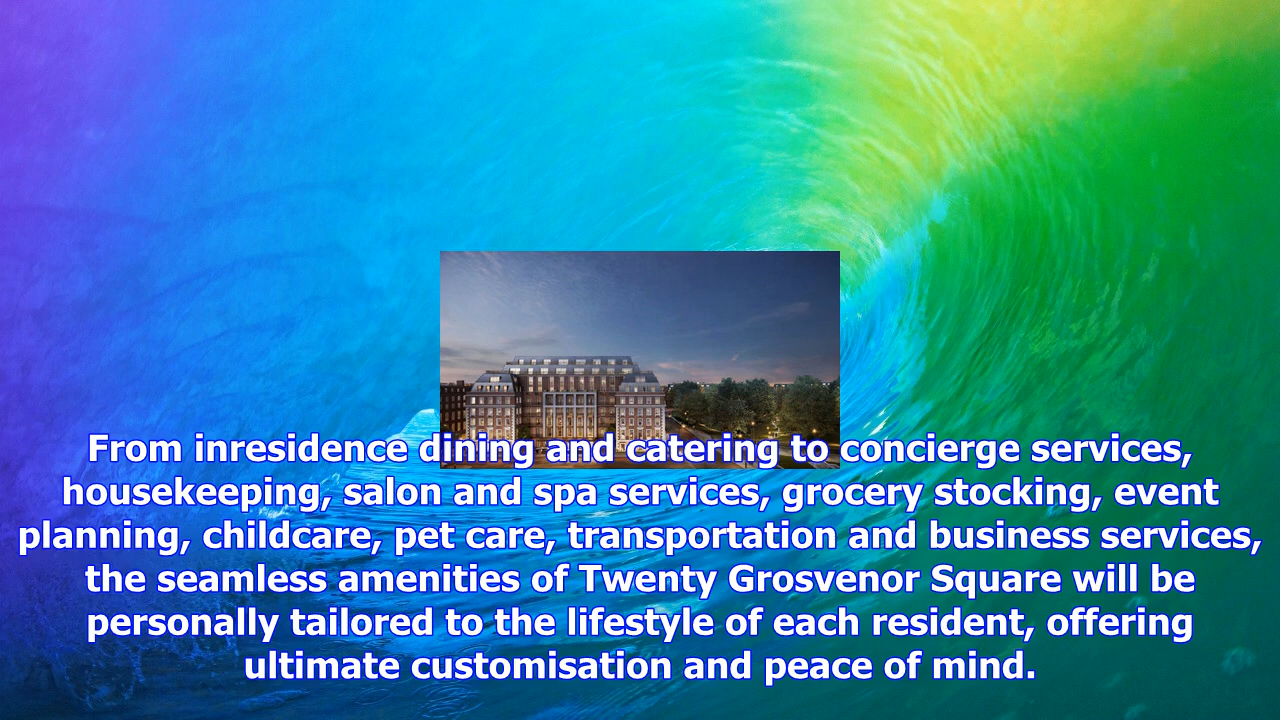 From inresidence dining and catering to concierge services,
housekeeping, salon and spa services, grocery stocking, event
planning, childcare, pet care, transportation and business services,
the seamless amenities of Twenty Grosvenor Square will be
personally tailored to the lifestyle of each resident, offering
ultimate customisation and peace of mind.